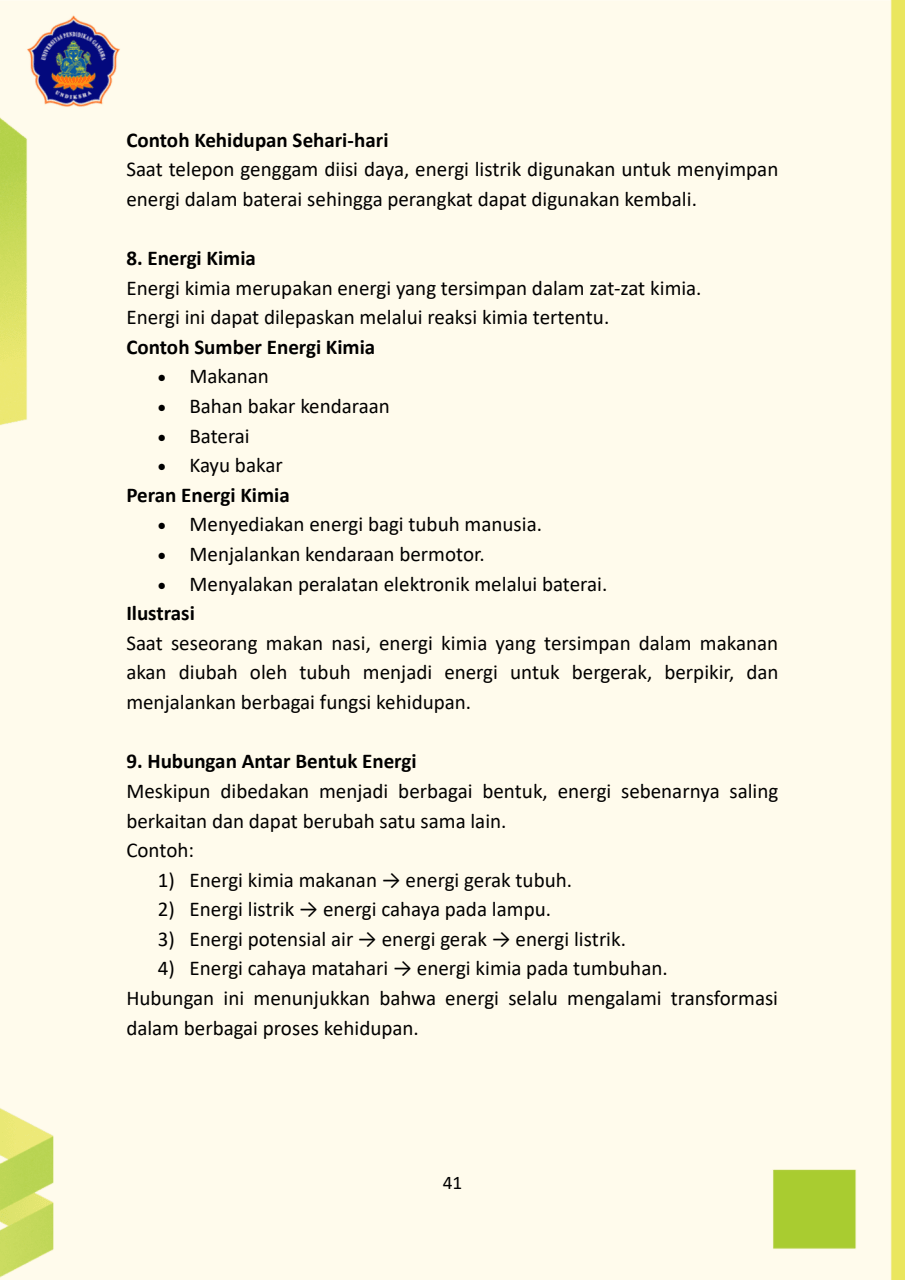 UNIVERSITAS PENDIDIKAN GANESHA
UNDIKSHA
Contoh Kehidupan Sehari-hari
Saat telepon genggam diisi daya, energi listrik digunakan untuk menyimpan
energi dalam baterai sehingga perangkat dapat digunakan kembali.
8. Energi Kimia
Energi kimia merupakan energi yang tersimpan dalam zat-zat kimia.
Energi ini dapat dilepaskan melalui reaksi kimia tertentu.
Contoh Sumber Energi Kimia
• Makanan
• Bahan bakar kendaraan
• Baterai
• Kayu bakar
Peran Energi Kimia
• Menyediakan energi bagi tubuh manusia.
• Menjalankan kendaraan bermotor.
• Menyalakan peralatan elektronik melalui baterai.
Ilustrasi
Saat seseorang makan nasi, energi kimia yang tersimpan dalam makanan
akan diubah oleh tubuh menjadi energi untuk bergerak, berpikir, dan
menjalankan berbagai fungsi kehidupan.
9. Hubungan Antar Bentuk Energi
Meskipun dibedakan menjadi berbagai bentuk, energi sebenarnya saling
berkaitan dan dapat berubah satu sama lain.
Contoh:
1) Energi kimia makanan → energi gerak tubuh.
2) Energi listrik → energi cahaya pada lampu.
3) Energi potensial air → energi gerak → energi listrik.
4) Energi cahaya matahari → energi kimia pada tumbuhan.
Hubungan ini menunjukkan bahwa energi selalu mengalami transformasi
dalam berbagai proses kehidupan.
41